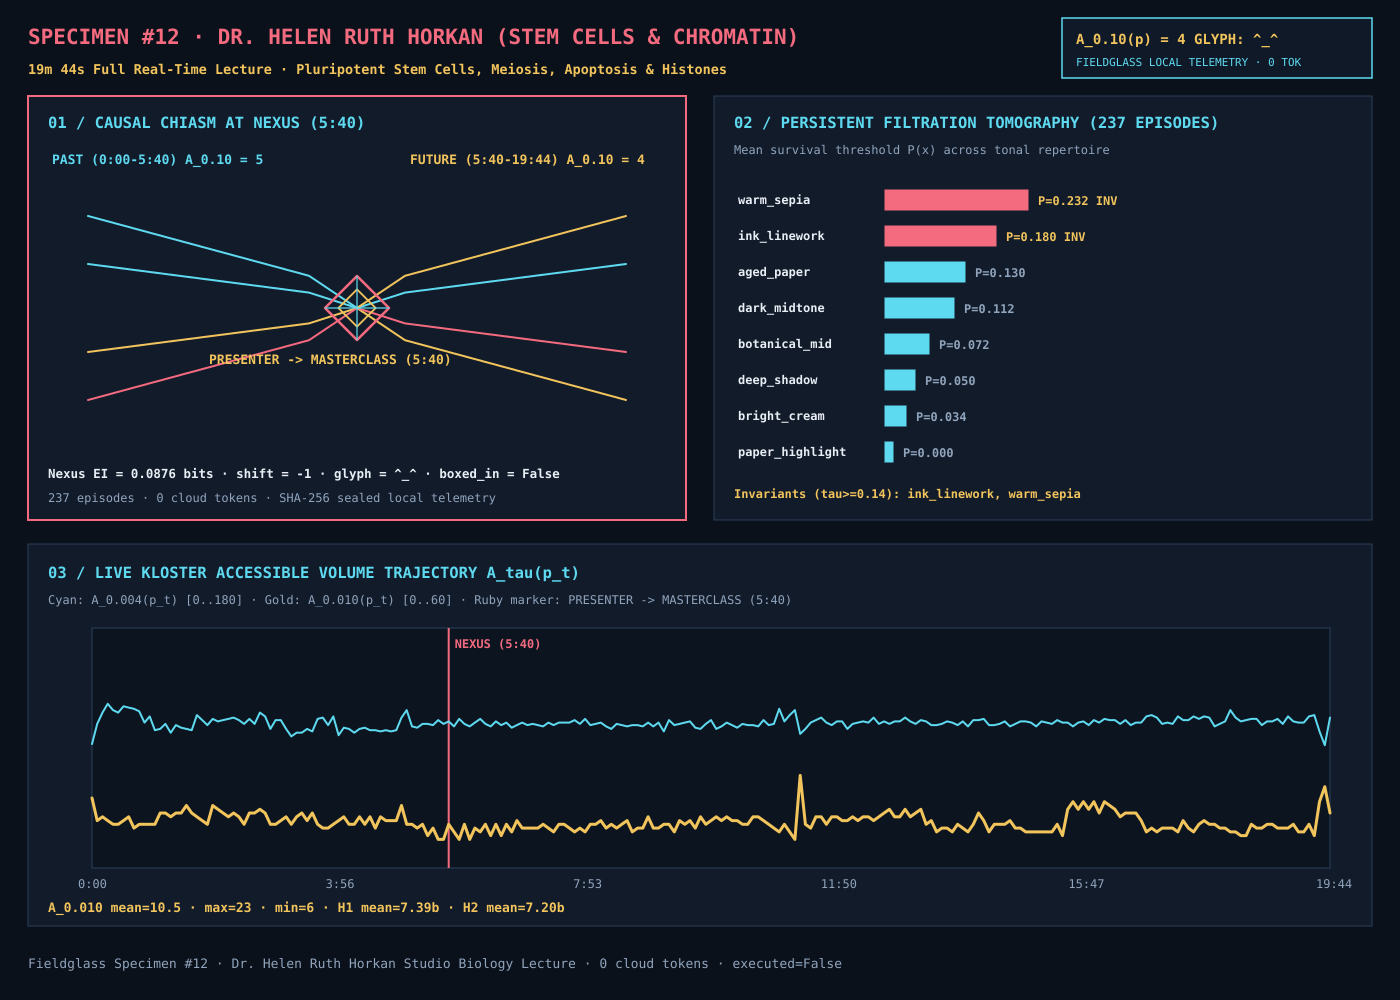 SPECIMEN #12 · DR. HELEN RUTH HORKAN (STEM CELLS & CHROMATIN)
19m 44s Full Real-Time Lecture · Pluripotent Stem Cells, Meiosis, Apoptosis & Histones
A_0.10(p) = 4 GLYPH: ^_^
FIELDGLASS LOCAL TELEMETRY · 0 TOK
01 / CAUSAL CHIASM AT NEXUS (5:40)
PAST (0:00-5:40) A_0.10 = 5
FUTURE (5:40-19:44) A_0.10 = 4
PRESENTER -> MASTERCLASS (5:40)
Nexus EI = 0.0876 bits · shift = -1 · glyph = ^_^ · boxed_in = False
237 episodes · 0 cloud tokens · SHA-256 sealed local telemetry
02 / PERSISTENT FILTRATION TOMOGRAPHY (237 EPISODES)
Mean survival threshold P(x) across tonal repertoire
warm_sepia P=0.232 INV
ink_linework P=0.180 INV
aged_paper P=0.130
dark_midtone P=0.112
botanical_mid P=0.072
deep_shadow P=0.050
bright_cream P=0.034
paper_highlight P=0.000
Invariants (tau>=0.14): ink_linework, warm_sepia
03 / LIVE KLOSTER ACCESSIBLE VOLUME TRAJECTORY A_tau(p_t)
Cyan: A_0.004(p_t) [0..180] · Gold: A_0.010(p_t) [0..60] · Ruby marker: PRESENTER -> MASTERCLASS (5:40)
NEXUS (5:40)
0:00 3:56 7:53 11:50 15:47 19:44
A_0.010 mean=10.5 · max=23 · min=6 · H1 mean=7.39b · H2 mean=7.20b
Fieldglass Specimen #12 · Dr. Helen Ruth Horkan Studio Biology Lecture · 0 cloud tokens · executed=False